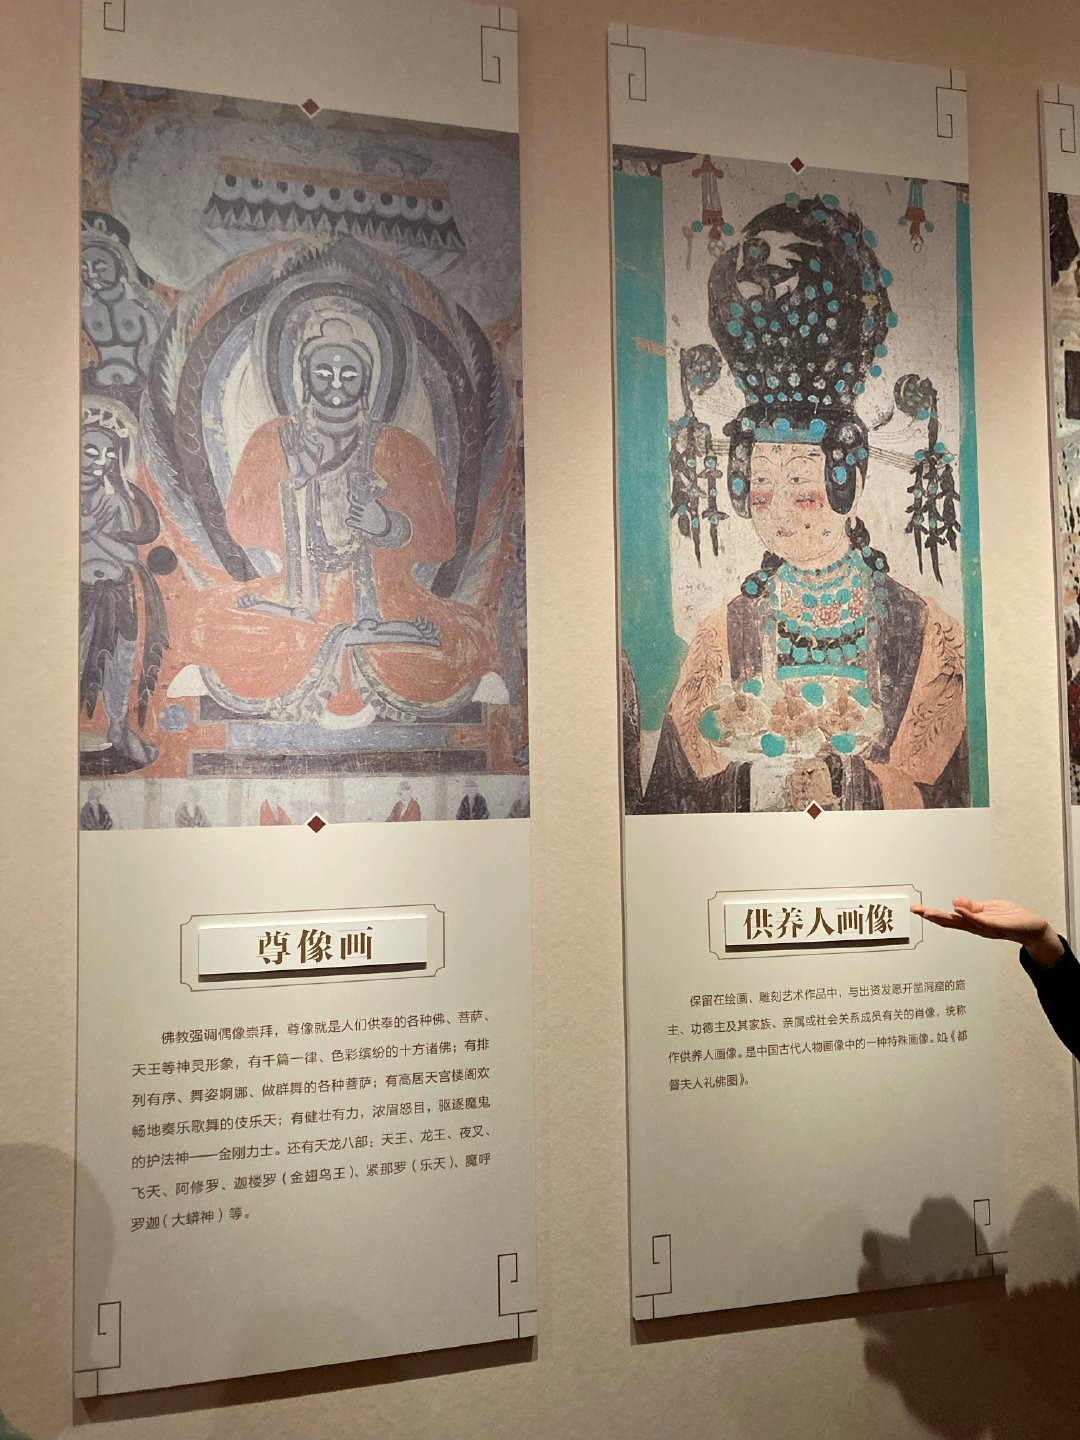 尊像画
佛教强调偶像崇拜，尊像就是人们供奉的各种佛、菩萨、
天王等神灵形象，有千篇一律、色彩缤纷的十方诸佛；有排
列有序、舞姿婀娜、做群舞的各种菩萨；有高居天宫楼阁欢
畅地奏乐歌舞的伎乐天；有健壮有力，浓眉怒目，驱逐魔鬼
的护法神——金刚力士。还有天龙八部：天王、龙王、夜叉、
飞天、阿修罗、迦楼罗（金翅鸟王）、紧那罗（乐天）、魔呼
罗迦（大蟒神）等。
供养人画像
保留在绘画、雕刻艺术作品中，与出资发愿开凿洞窟的施
主、功德主及其家族、亲属或社会关系成员有关的肖像，统称
作供养人画像。是中国古代人物画像中的一种特殊画像。如《都
督夫人礼佛图》。